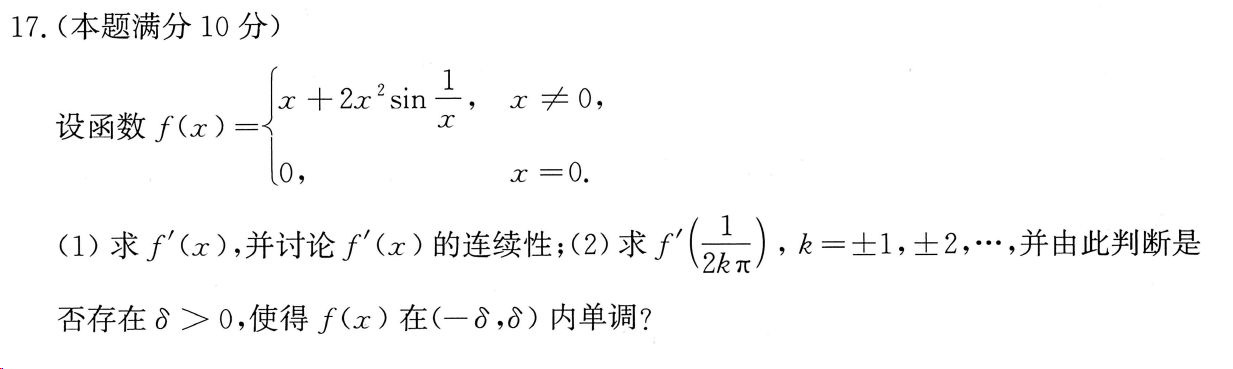 17.(本题满分 10 分)
设函数 f(x)={x+2x²sin 1/x, x≠0,
0, x=0.
(1) 求 f′(x),并讨论 f′(x) 的连续性;(2) 求 f′(1/2kπ), k=±1,±2,⋯,并由此判断是
否存在 δ>0,使得 f(x) 在(-δ,δ) 内单调?